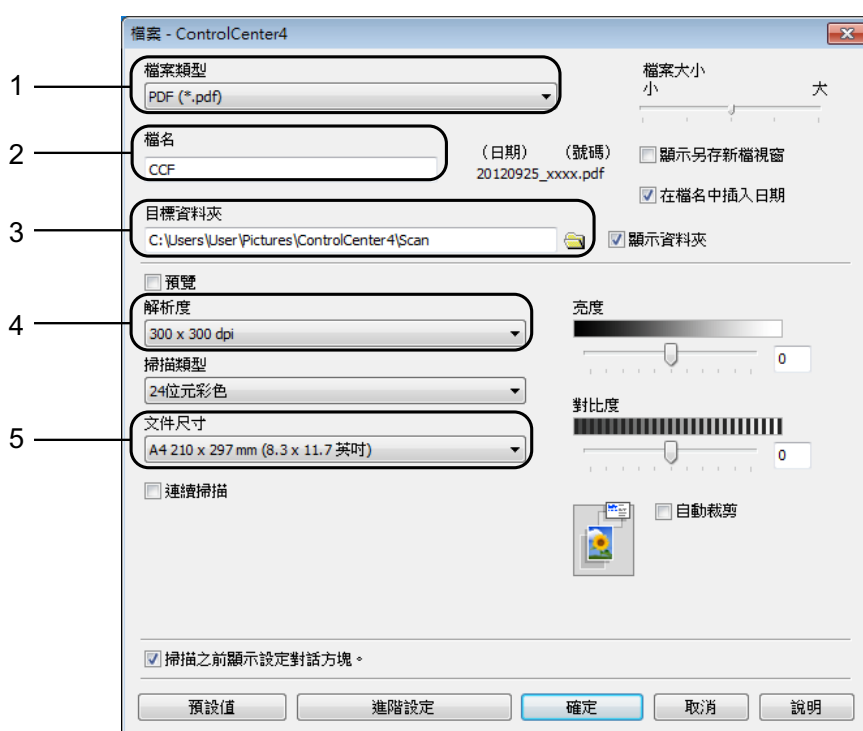 檔案 - ControlCenter4
1
檔案類型
PDF (*.pdf)
檔案大小
小 大
2
檔名
CCF
(日期) (號碼)
20120925_xxxx.pdf
顯示另存新檔視窗
在檔名中插入日期
3
目標資料夾
C:\Users\User\Pictures\ControlCenter4\Scan
顯示資料夾
預覽
4
解析度
300 x 300 dpi
掃描類型
24位元彩色
5
文件尺寸
A4 210 x 297 mm (8.3 x 11.7 英吋)
連續掃描
亮度
0
對比度
0
自動裁剪
掃描之前顯示設定對話方塊。
預設值 進階設定 確定 取消 說明